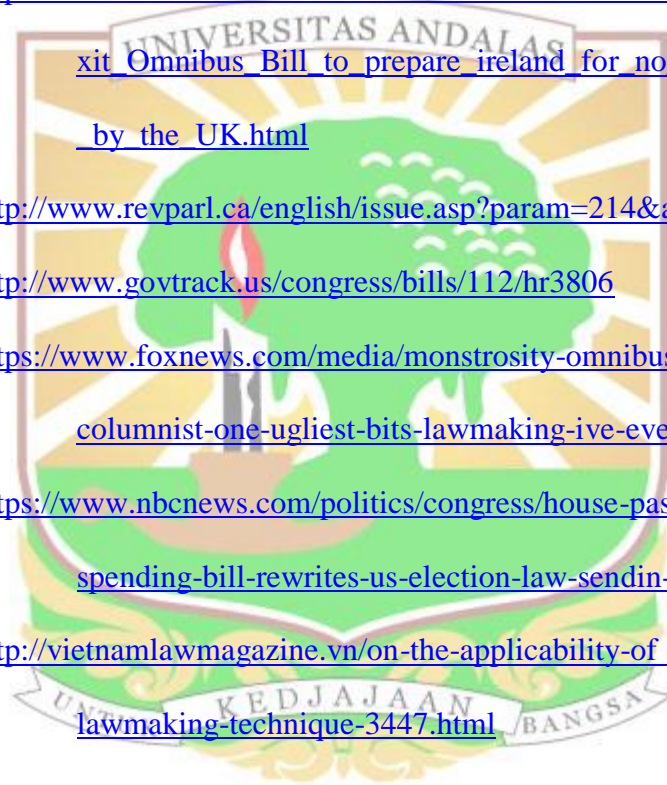 UNIVERSITAS ANDALAS
xit_Omnibus_Bill_to_prepare_ireland_for_no
_by_the_UK.html
tp://www.revparl.ca/english/issue.asp?param=214&a
tp://www.govtrack.us/congress/bills/112/hr3806
tps://www.foxnews.com/media/monstrosity-omnibus
columnist-one-ugliest-bits-lawmaking-ive-eve
tps://www.nbcnews.com/politics/congress/house-pas
spending-bill-rewrites-us-election-law-sendin-
tp://vietnamlawmagazine.vn/on-the-applicability-of_
lawmaking-technique-3447.html
UNTUK KEDJAJAAN BANGSA